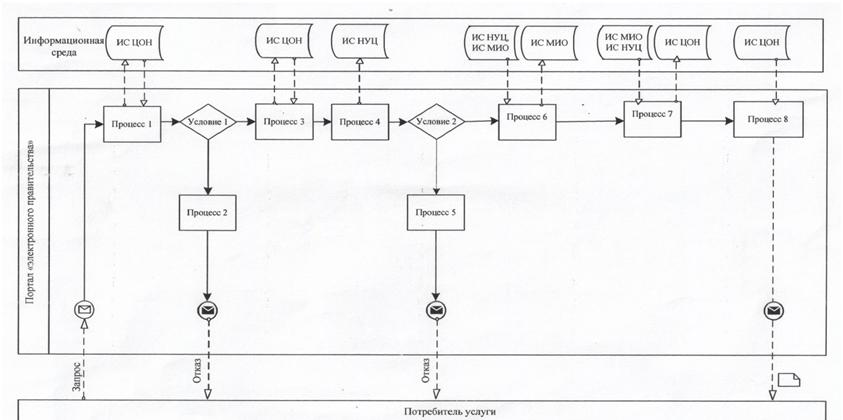 Информационная
среда
ИС ЦОН
ИС ЦОН
ИС НУЦ
ИС НУЦ,
ИС МИО
ИС МИО
ИС МИО
ИС НУЦ
ИС ЦОН
ИС ЦОН
Портал «электронного правительства»
Процесс 1
Условие 1
Процесс 3
Процесс 4
Условие 2
Процесс 6
Процесс 7
Процесс 8
Процесс 2
Процесс 5
Запрос
Отказ
Отказ
Потребитель услуги